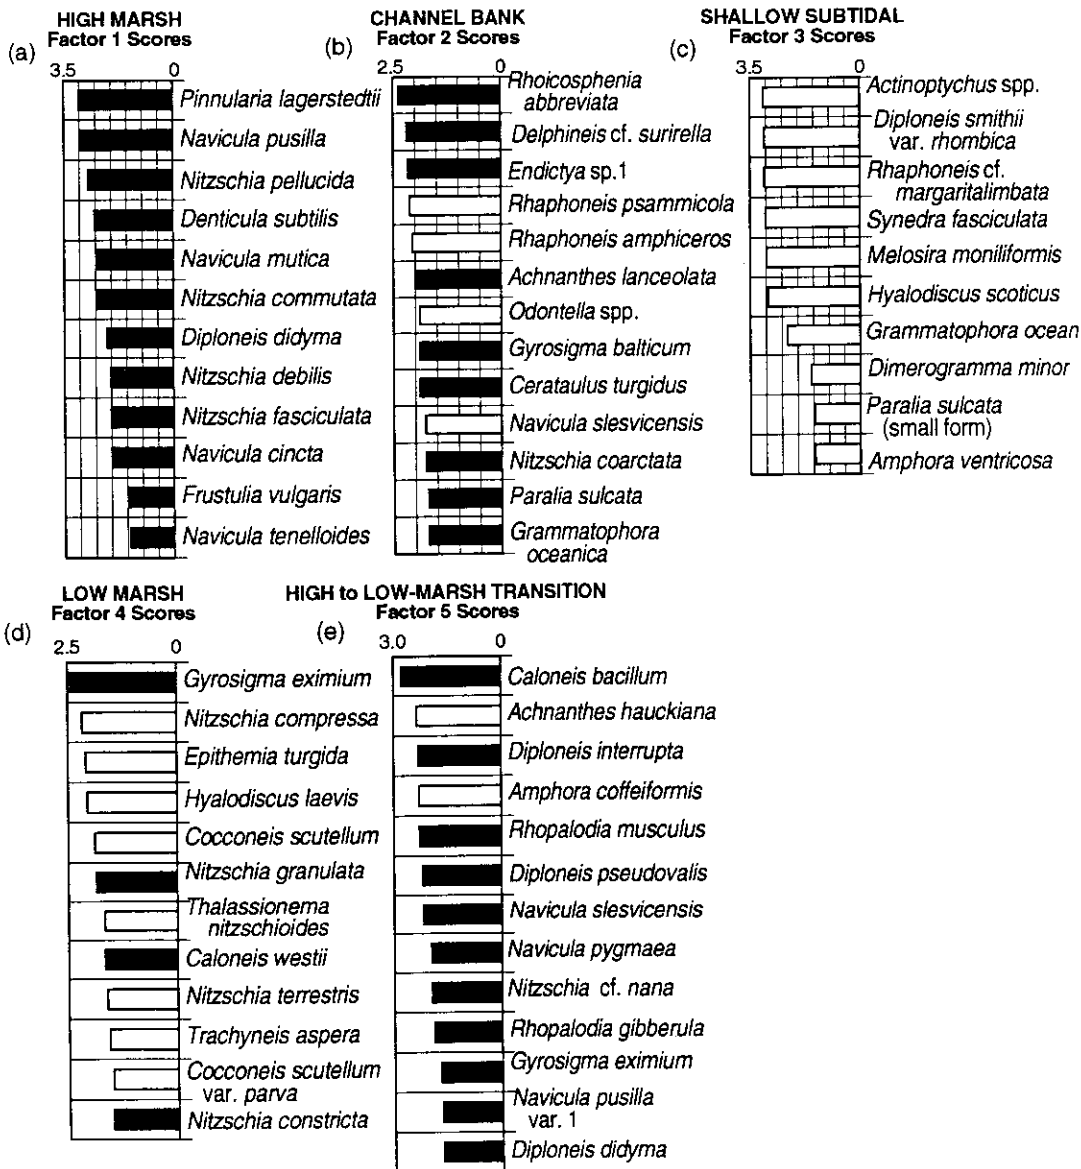 HIGH MARSH
Factor 1 Scores
(a)
3.5 0
Pinnularia lagerstedtii
Navicula pusilla
Nitzschia pellucida
Denticula subtilis
Navicula mutica
Nitzschia commutata
Diploneis didyma
Nitzschia debilis
Nitzschia fasciculata
Navicula cincta
Frustulia vulgaris
Navicula tenelloides
CHANNEL BANK
Factor 2 Scores
(b)
2.5 0
Rhoicosphenia
abbreviata
Delphineis cf. surirella
Endictya sp.1
Rhaphoneis psammicola
Rhaphoneis amphiceros
Achnanthes lanceolata
Odontella spp.
Gyrosigma balticum
Cerataulus turgidus
Navicula slesvicensis
Nitzschia coarctata
Paralia sulcata
Grammatophora
oceanica
SHALLOW SUBTIDAL
Factor 3 Scores
(c)
3.5 0
Actinoptychus spp.
Diploneis smithii
var. rhombica
Rhaphoneis cf.
margaritalimbata
Synedra fasciculata
Melosira moniliformis
Hyalodiscus scoticus
Grammatophora ocean
Dimerogramma minor
Paralia sulcata
(small form)
Amphora ventricosa
LOW MARSH
Factor 4 Scores
(d)
2.5 0
Gyrosigma eximium
Nitzschia compressa
Epithemia turgida
Hyalodiscus laevis
Cocconeis scutellum
Nitzschia granulata
Thalassionema
nitzschioides
Caloneis westii
Nitzschia terrestris
Trachyneis aspera
Cocconeis scutellum
var. parva
Nitzschia constricta
HIGH to LOW-MARSH TRANSITION
Factor 5 Scores
(e)
3.0 0
Caloneis bacillum
Achnanthes hauckiana
Diploneis interrupta
Amphora coffeiformis
Rhopalodia musculus
Diploneis pseudovalis
Navicula slesvicensis
Navicula pygmaea
Nitzschia cf. nana
Rhopalodia gibberula
Gyrosigma eximium
Navicula pusilla
var. 1
Diploneis didyma